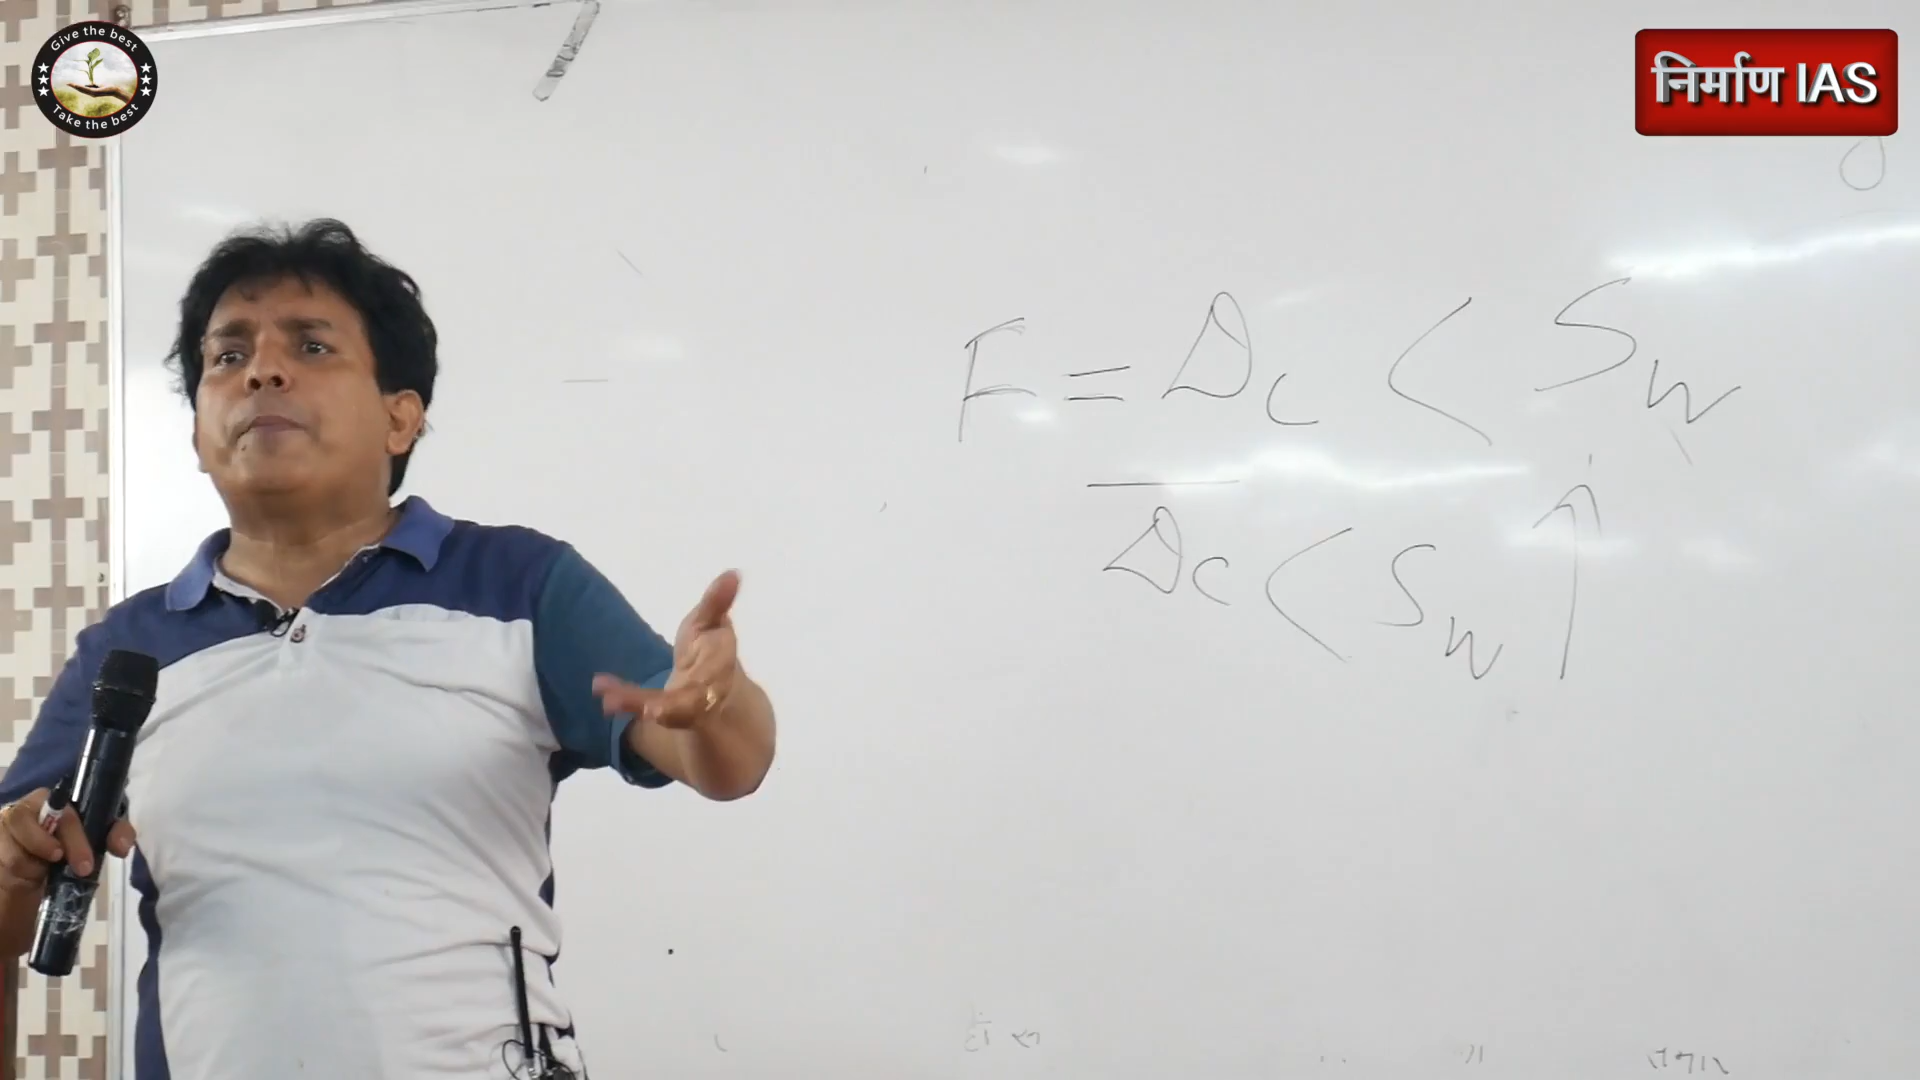 Give the best
Take the best
निर्माण IAS
F = Dc < Sw
Dc < Sw ↑